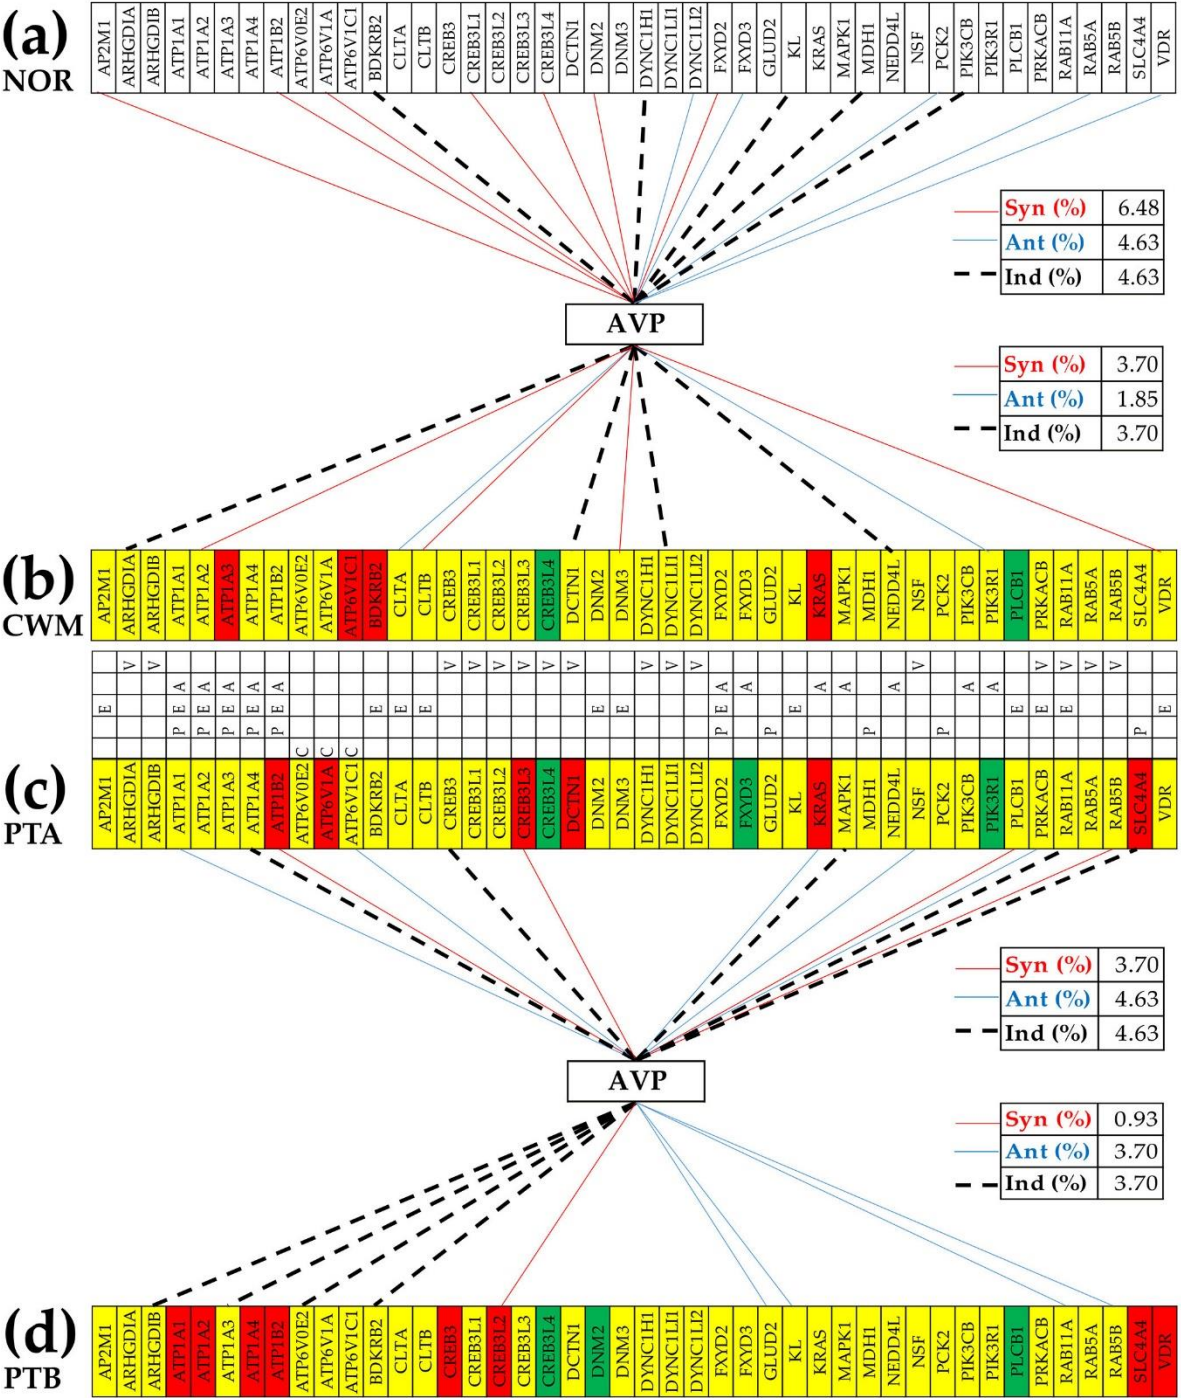 (a)
NOR
AP2M1 ARHGDIA ARHGDIB ATP1A1 ATP1A2 ATP1A3 ATP1A4 ATP1B2 ATP6V0E2 ATP6V1A ATP6V1C1 BDKRB2 CLTA CLTB CREB3 CREB3L1 CREB3L2 CREB3L3 CREB3L4 DCTN1 DNM2 DNM3 DYNC1H1 DYNC1LI1 DYNC1LI2 FXYD2 FXYD3 GLUD2 KL KRAS MAPK1 MDH1 NEDD4L NSF PCK2 PIK3CB PIK3R1 PLCB1 PRKACB RAB11A RAB5A RAB5B SLC4A4 VDR
Syn (%) 6.48
Ant (%) 4.63
Ind (%) 4.63
AVP
Syn (%) 3.70
Ant (%) 1.85
Ind (%) 3.70
(b)
CWM
AP2M1 ARHGDIA ARHGDIB ATP1A1 ATP1A2 ATP1A3 ATP1A4 ATP1B2 ATP6V0E2 ATP6V1A ATP6V1C1 BDKRB2 CLTA CLTB CREB3 CREB3L1 CREB3L2 CREB3L3 CREB3L4 DCTN1 DNM2 DNM3 DYNC1H1 DYNC1LI1 DYNC1LI2 FXYD2 FXYD3 GLUD2 KL KRAS MAPK1 MDH1 NEDD4L NSF PCK2 PIK3CB PIK3R1 PLCB1 PRKACB RAB11A RAB5A RAB5B SLC4A4 VDR
V V V V V V V V V V V V V V V V
A A A A A A A A A A A A
E E E E E E E E E E E E E E E E E
P P P P P P P P P P
C C C
(c)
PTA
AP2M1 ARHGDIA ARHGDIB ATP1A1 ATP1A2 ATP1A3 ATP1A4 ATP1B2 ATP6V0E2 ATP6V1A ATP6V1C1 BDKRB2 CLTA CLTB CREB3 CREB3L1 CREB3L2 CREB3L3 CREB3L4 DCTN1 DNM2 DNM3 DYNC1H1 DYNC1LI1 DYNC1LI2 FXYD2 FXYD3 GLUD2 KL KRAS MAPK1 MDH1 NEDD4L NSF PCK2 PIK3CB PIK3R1 PLCB1 PRKACB RAB11A RAB5A RAB5B SLC4A4 VDR
Syn (%) 3.70
Ant (%) 4.63
Ind (%) 4.63
AVP
Syn (%) 0.93
Ant (%) 3.70
Ind (%) 3.70
(d)
PTB
AP2M1 ARHGDIA ARHGDIB ATP1A1 ATP1A2 ATP1A3 ATP1A4 ATP1B2 ATP6V0E2 ATP6V1A ATP6V1C1 BDKRB2 CLTA CLTB CREB3 CREB3L1 CREB3L2 CREB3L3 CREB3L4 DCTN1 DNM2 DNM3 DYNC1H1 DYNC1LI1 DYNC1LI2 FXYD2 FXYD3 GLUD2 KL KRAS MAPK1 MDH1 NEDD4L NSF PCK2 PIK3CB PIK3R1 PLCB1 PRKACB RAB11A RAB5A RAB5B SLC4A4 VDR